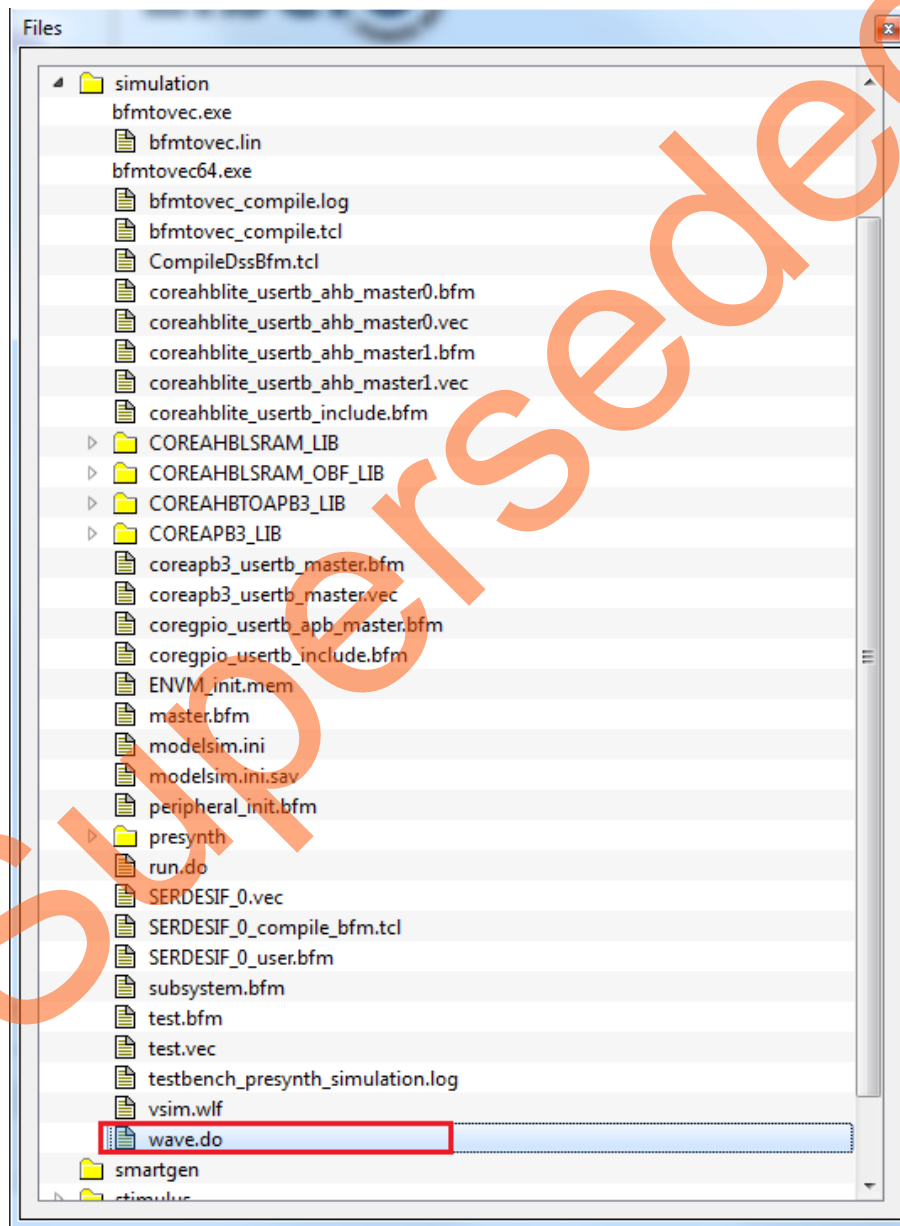 Files
simulation
bfmtovec.exe
bfmtovec.lin
bfmtovec64.exe
bfmtovec_compile.log
bfmtovec_compile.tcl
CompileDssBfm.tcl
coreahblite_usertb_ahb_master0.bfm
coreahblite_usertb_ahb_master0.vec
coreahblite_usertb_ahb_master1.bfm
coreahblite_usertb_ahb_master1.vec
coreahblite_usertb_include.bfm
COREAHBLSRAM_LIB
COREAHBLSRAM_OBF_LIB
COREAHBTOAPB3_LIB
COREAPB3_LIB
coreapb3_usertb_master.bfm
coreapb3_usertb_master.vec
coregpio_usertb_apb_master.bfm
coregpio_usertb_include.bfm
ENVM_init.mem
master.bfm
modelsim.ini
modelsim.ini.sav
peripheral_init.bfm
presynth
run.do
SERDESIF_0.vec
SERDESIF_0_compile_bfm.tcl
SERDESIF_0_user.bfm
subsystem.bfm
test.bfm
test.vec
testbench_presynth_simulation.log
vsim.wlf
wave.do
smartgen
stimulus
Superseded